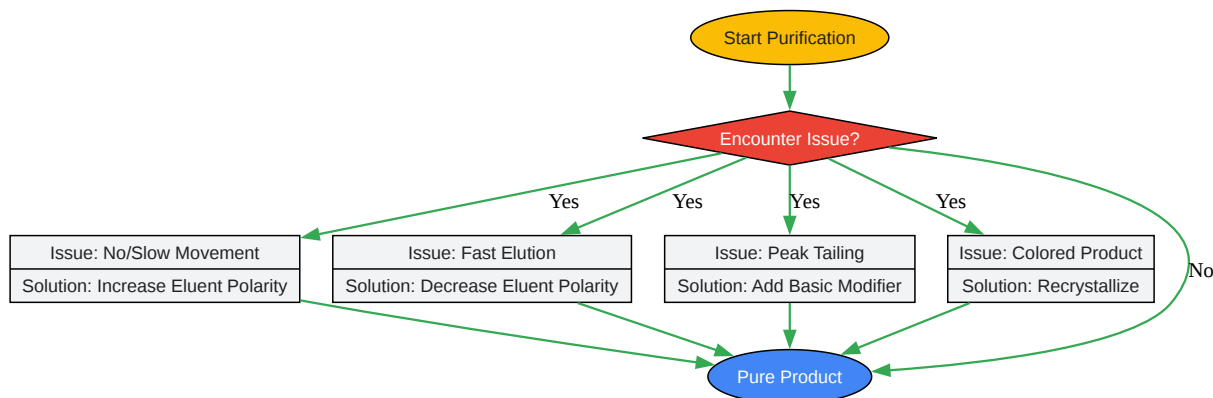 Start Purification
Encounter Issue?
Yes
Yes
Yes
Yes
No
Issue: No/Slow Movement
Solution: Increase Eluent Polarity
Issue: Fast Elution
Solution: Decrease Eluent Polarity
Issue: Peak Tailing
Solution: Add Basic Modifier
Issue: Colored Product
Solution: Recrystallize
Pure Product